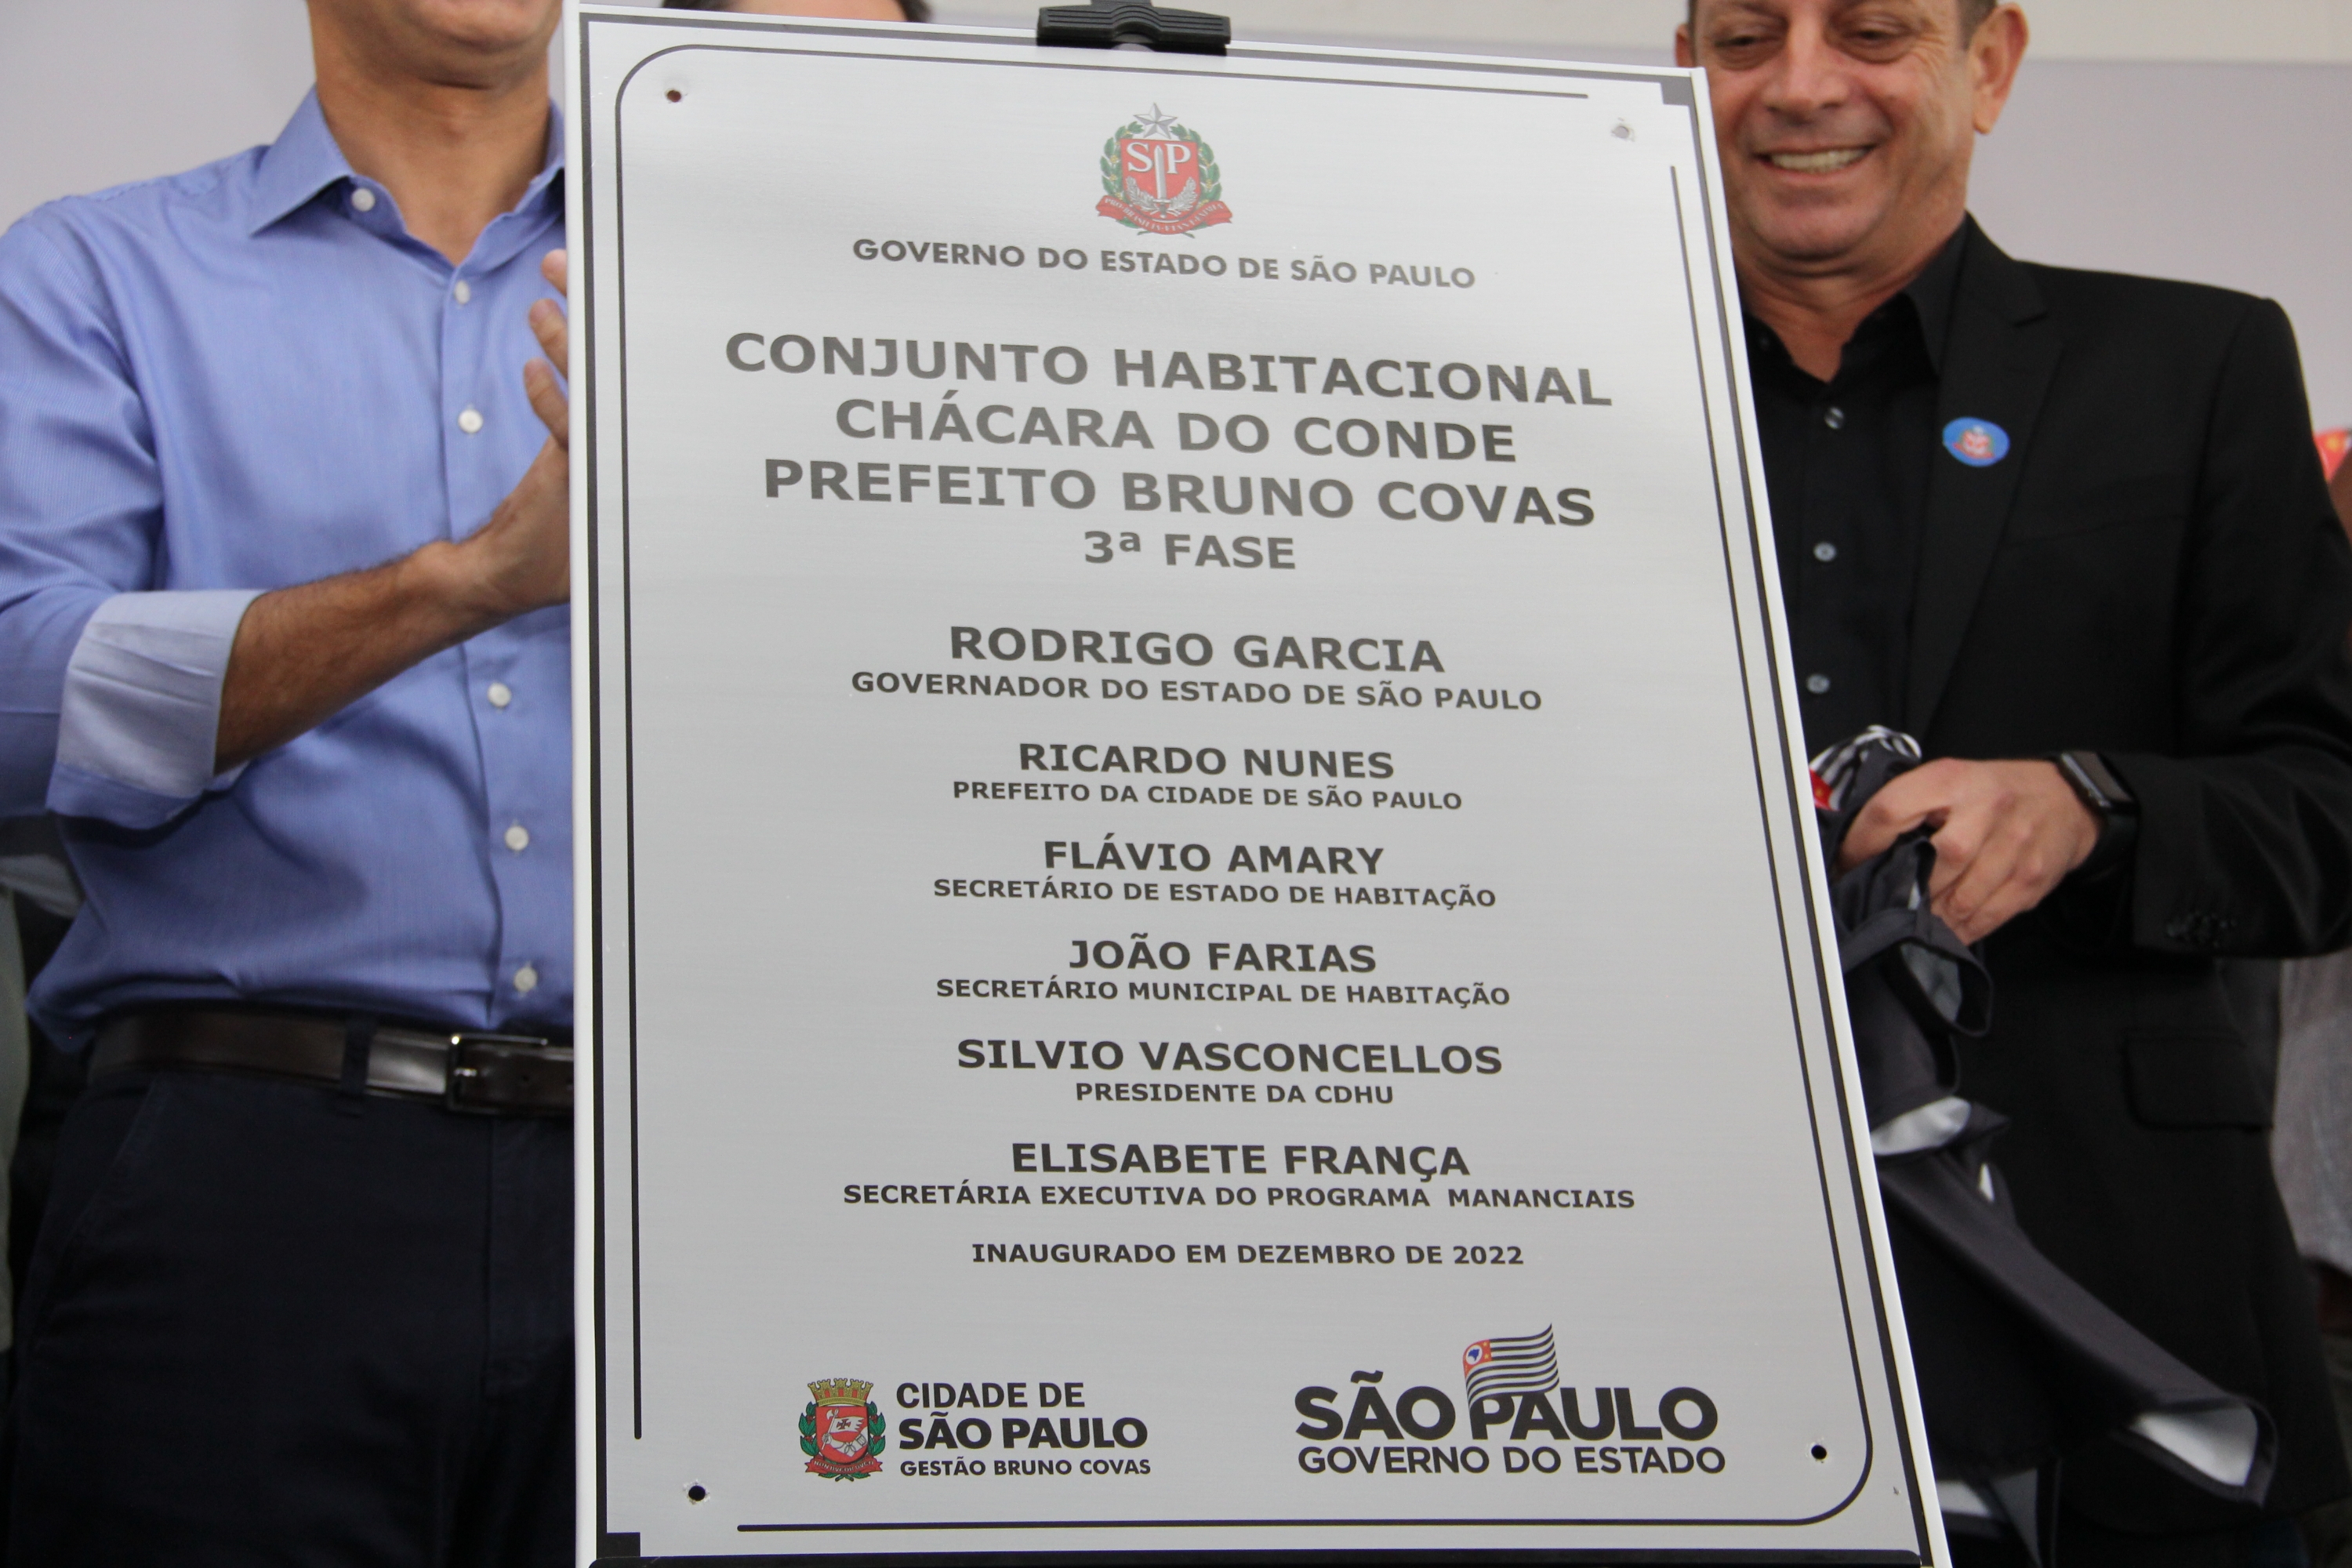 SP
GOVERNO DO ESTADO DE SÃO PAULO
CONJUNTO HABITACIONAL
CHÁCARA DO CONDE
PREFEITO BRUNO COVAS
3ª FASE
RODRIGO GARCIA
GOVERNADOR DO ESTADO DE SÃO PAULO
RICARDO NUNES
PREFEITO DA CIDADE DE SÃO PAULO
FLÁVIO AMARY
SECRETÁRIO DE ESTADO DE HABITAÇÃO
JOÃO FARIAS
SECRETÁRIO MUNICIPAL DE HABITAÇÃO
SILVIO VASCONCELLOS
PRESIDENTE DA CDHU
ELISABETE FRANÇA
SECRETÁRIA EXECUTIVA DO PROGRAMA MANANCIAIS
INAUGURADO EM DEZEMBRO DE 2022
CIDADE DE
SÃO PAULO
GESTÃO BRUNO COVAS
SÃO PAULO
GOVERNO DO ESTADO